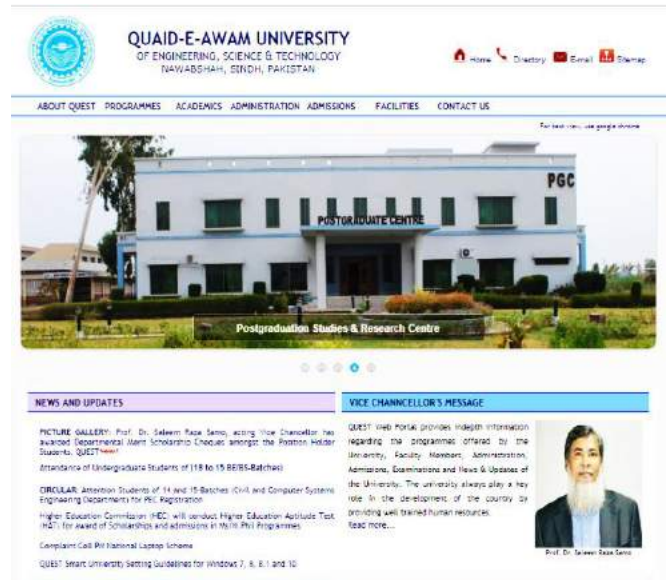 QUAID-E-AWAM UNIVERSITY
OF ENGINEERING, SCIENCE & TECHNOLOGY
NAWABSHAH, SINDH, PAKISTAN
Home Directory E-mail Sitemap
ABOUT QUEST PROGRAMMES ACADEMICS ADMINISTRATION ADMISSIONS FACILITIES CONTACT US
For best view, use google chrome
PGC
POSTGRADUATE CENTRE
Postgraduation Studies & Research Centre
NEWS AND UPDATES
PICTURE GALLERY: Prof. Dr. Saleem Raza Samo, acting Vice Chancellor has
awarded Departmental Merit Scholarship Cheques amongst the Position Holder
Students, QUEST
Attendance of Undergraduate Students of (18 to 15 BE/BS-Batches)
CIRCULAR: Attention Students of 14 and 15-Batches (Civil and Computer Systems
Engineering Departments for PEC Registration
Higher Education Commission (HEC) will conduct Higher Education Aptitude Test
(HAT) for award of Scholarships and admissions in Ms/M.Phil Programmes
Complaint Cell PM National Laptop Scheme
QUEST Smart University Setting Guidelines for Windows 7, 8, 8.1 and 10
VICE CHANNCELLOR'S MESSAGE
QUEST Web Portal provides indepth information
regarding the programmes offered by the
University, Faculty Members, Administration,
Admissions, Examinations and News & Updates of
the University. The university always play a key
role in the development of the country by
providing well trained human resources.
Read more...
Prof. Dr. Saleem Raza Samo